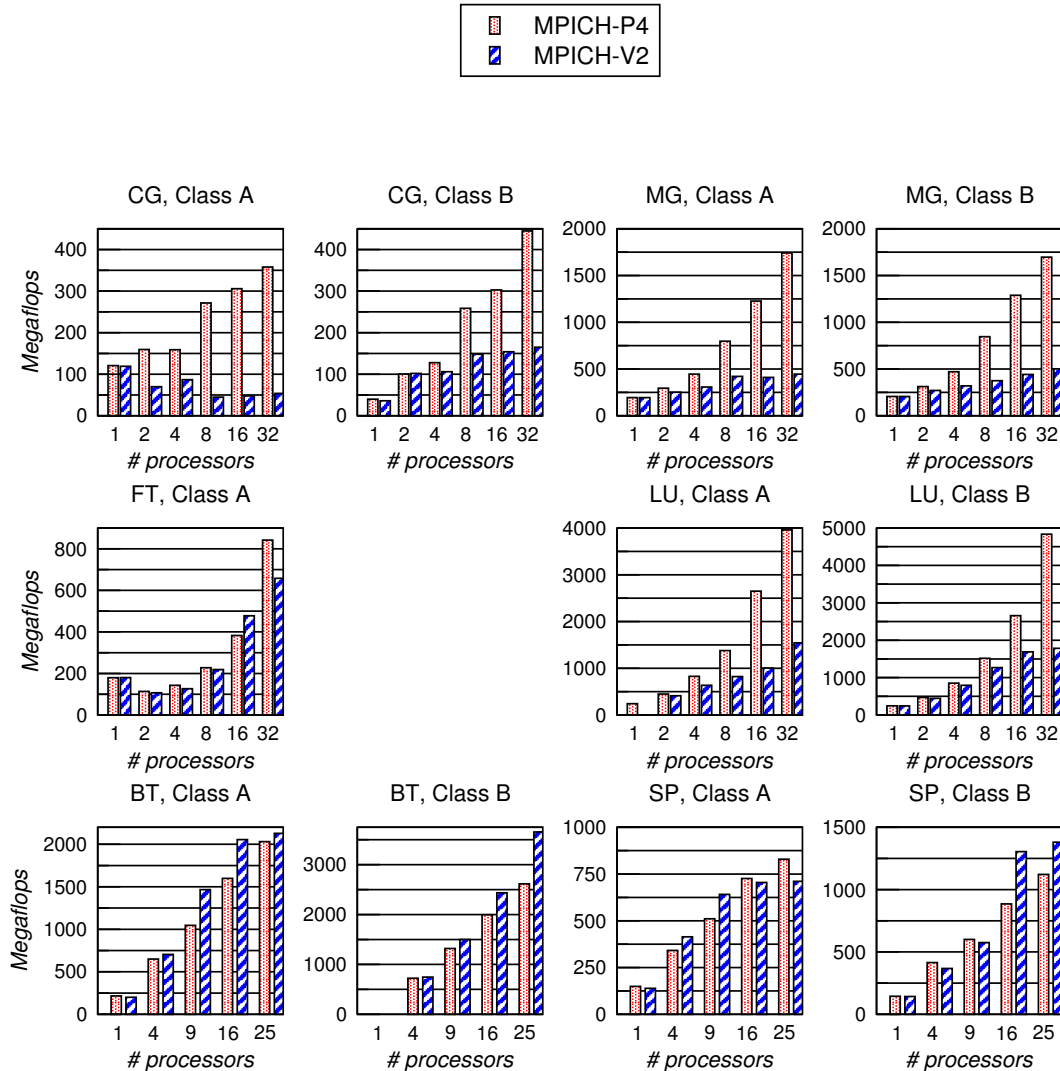 MPICH-P4
MPICH-V2
CG, Class A
CG, Class B
MG, Class A
MG, Class B
Megaflops
400
300
200
100
0
1 2 4 8 16 32
# processors
400
300
200
100
0
1 2 4 8 16 32
# processors
2000
1500
1000
500
0
1 2 4 8 16 32
# processors
2000
1500
1000
500
0
1 2 4 8 16 32
# processors
FT, Class A
LU, Class A
LU, Class B
Megaflops
800
600
400
200
0
1 2 4 8 16 32
# processors
4000
3000
2000
1000
0
1 2 4 8 16 32
# processors
5000
4000
3000
2000
1000
0
1 2 4 8 16 32
# processors
BT, Class A
BT, Class B
SP, Class A
SP, Class B
Megaflops
2000
1500
1000
500
0
1 4 9 16 25
# processors
3000
2000
1000
0
1 4 9 16 25
# processors
1000
750
500
250
0
1 4 9 16 25
# processors
1500
1000
500
0
1 4 9 16 25
# processors